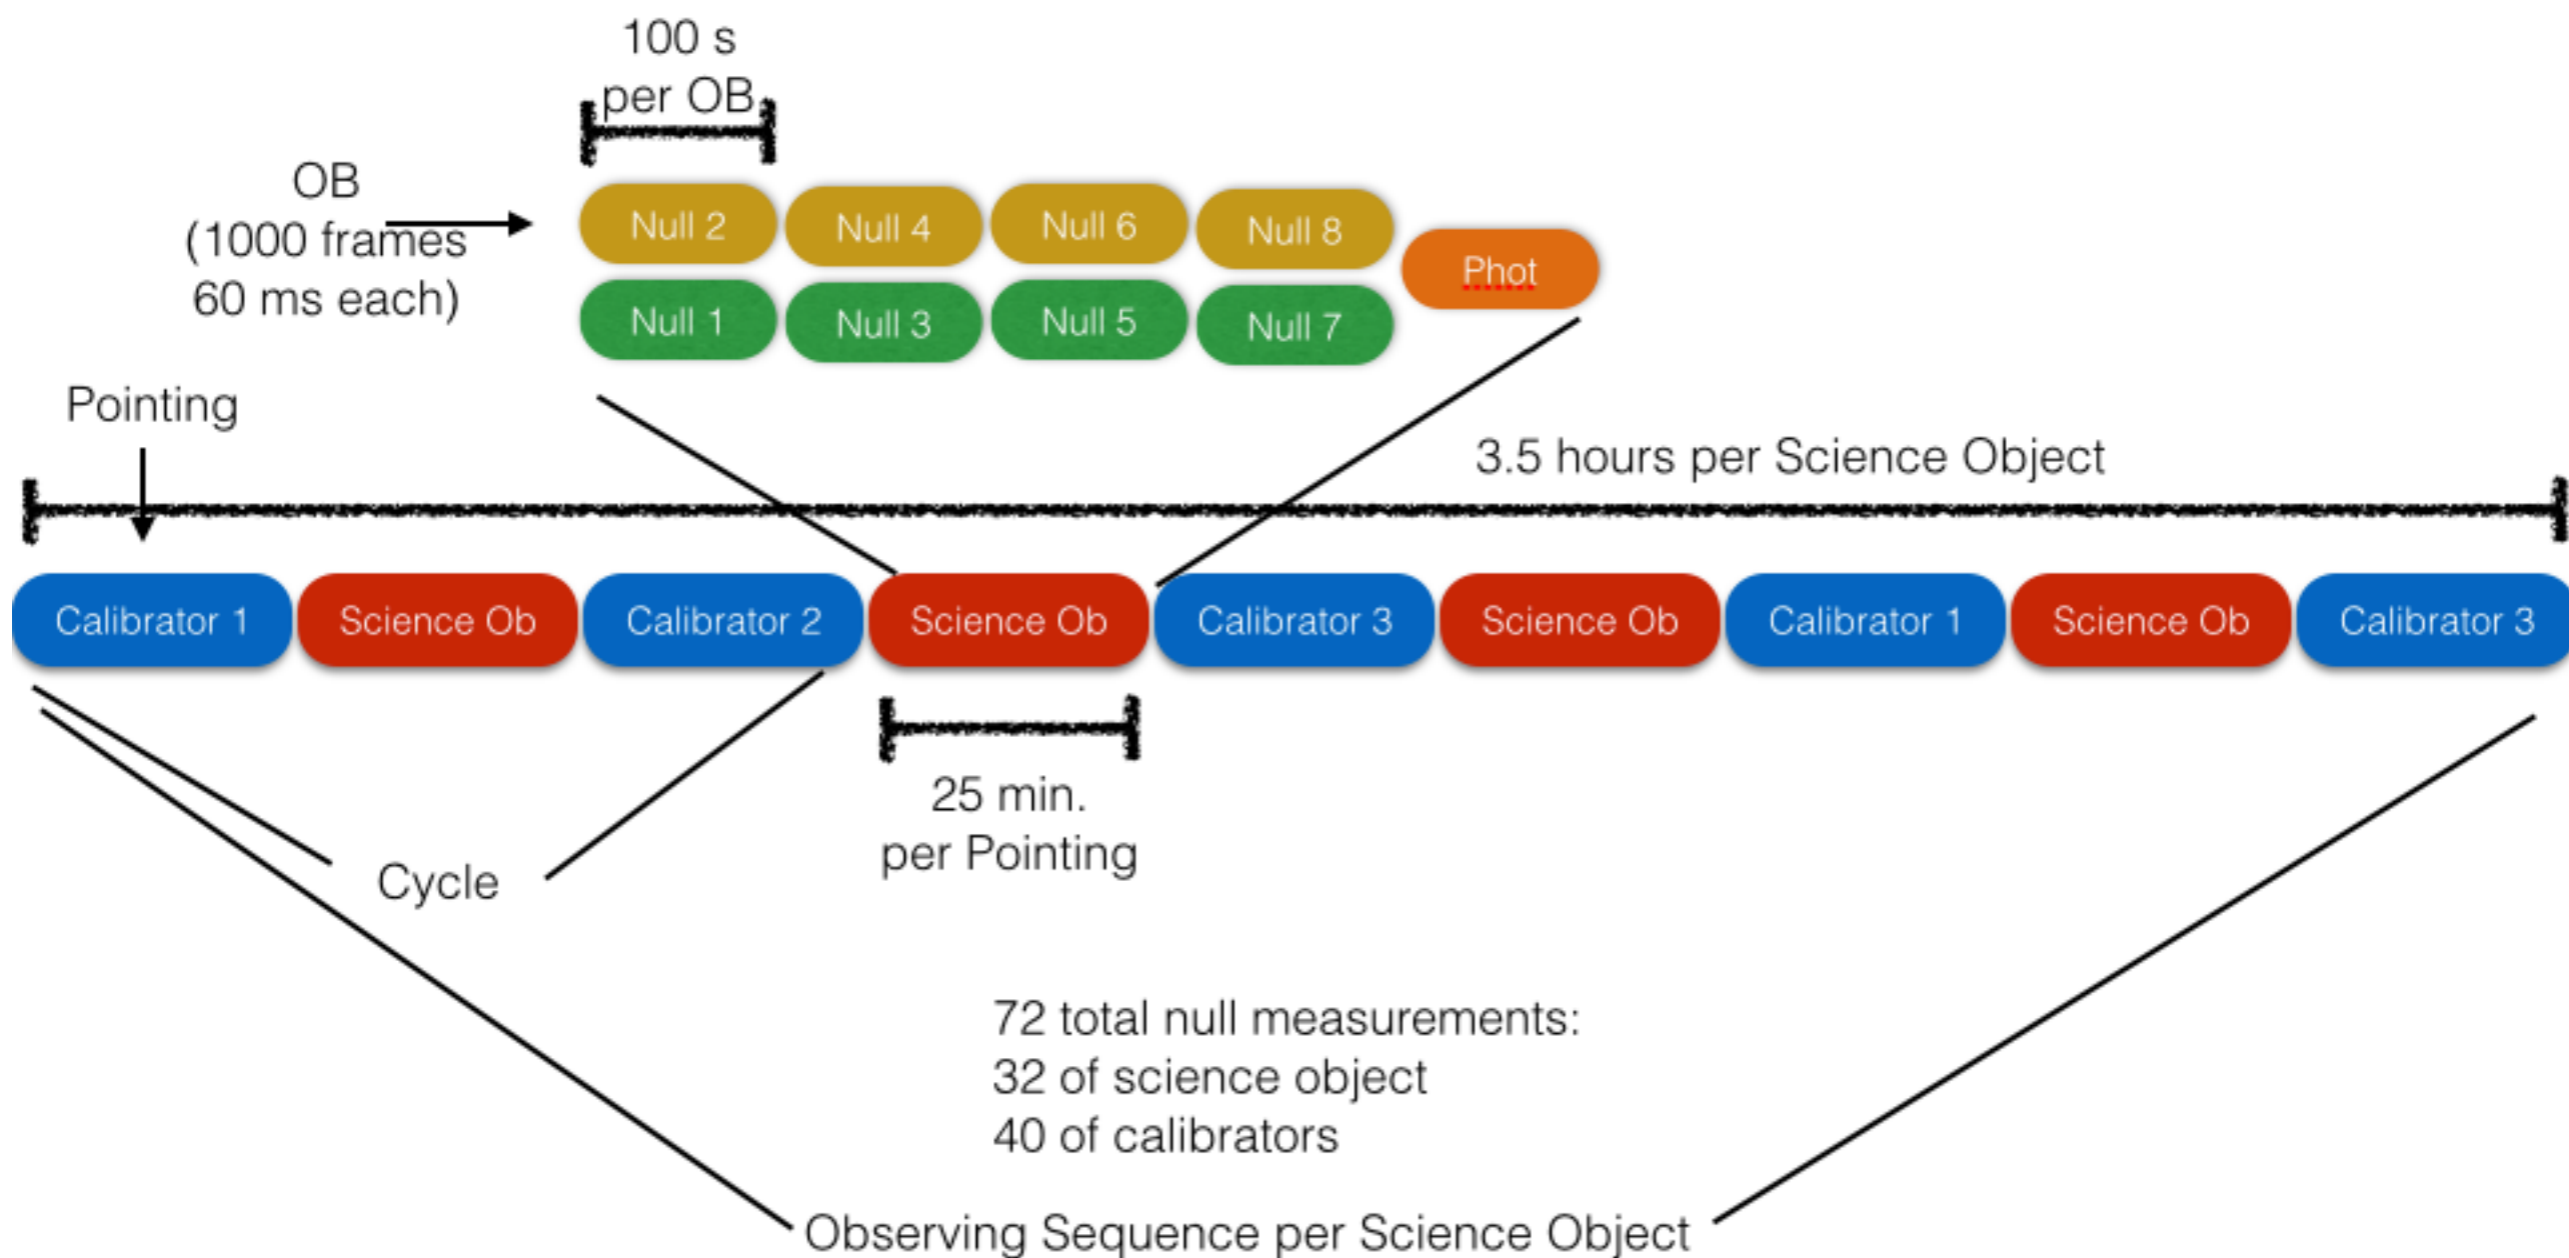 100 s
per OB
OB
(1000 frames
60 ms each)
Null 2
Null 4
Null 6
Null 8
Phot
Null 1
Null 3
Null 5
Null 7
Pointing
3.5 hours per Science Object
Calibrator 1
Science Ob
Calibrator 2
Science Ob
Calibrator 3
Science Ob
Calibrator 1
Science Ob
Calibrator 3
25 min.
per Pointing
Cycle
72 total null measurements:
32 of science object
40 of calibrators
Observing Sequence per Science Object